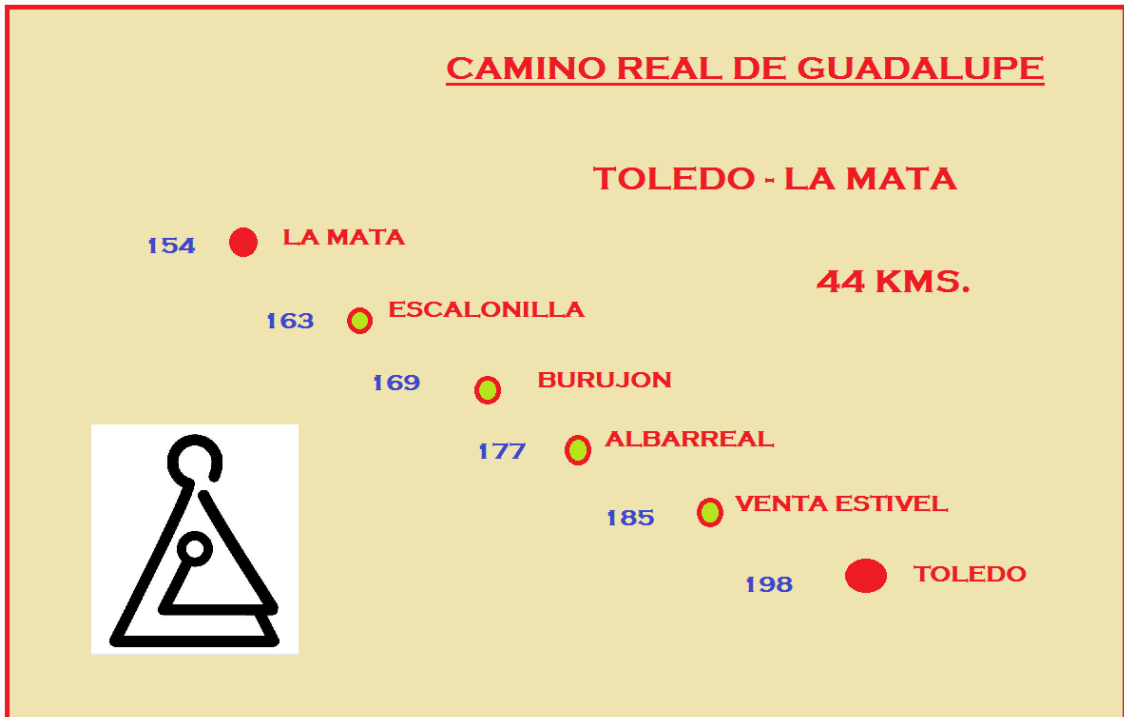 CAMINO REAL DE GUADALUPE
TOLEDO - LA MATA
154 LA MATA
44 KMS.
163 ESCALONILLA
169 BURUJON
177 ALBARREAL
185 VENTA ESTIVEL
198 TOLEDO